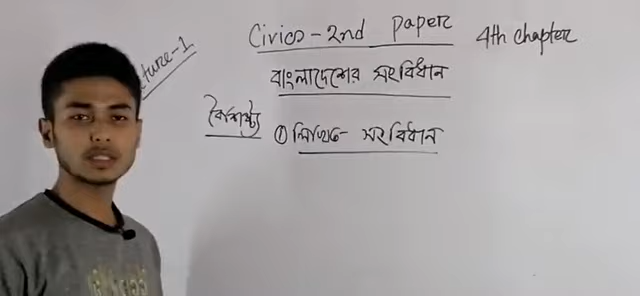 Civics - 2nd Paper 4th chapter
Lecture-1
বাংলাদেশের সংবিধান
বৈশিষ্ট্য ① লিখিত সংবিধান